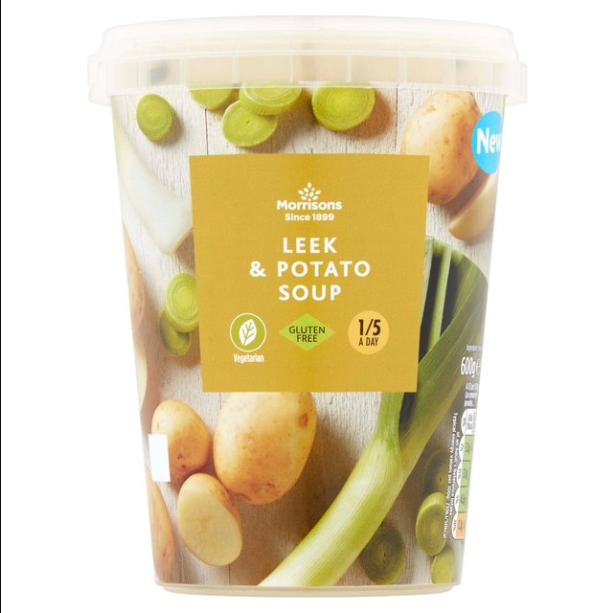 New
Morrisons
Since 1899
LEEK
& POTATO
SOUP
Vegetarian
GLUTEN
FREE
1/5
A DAY
600g